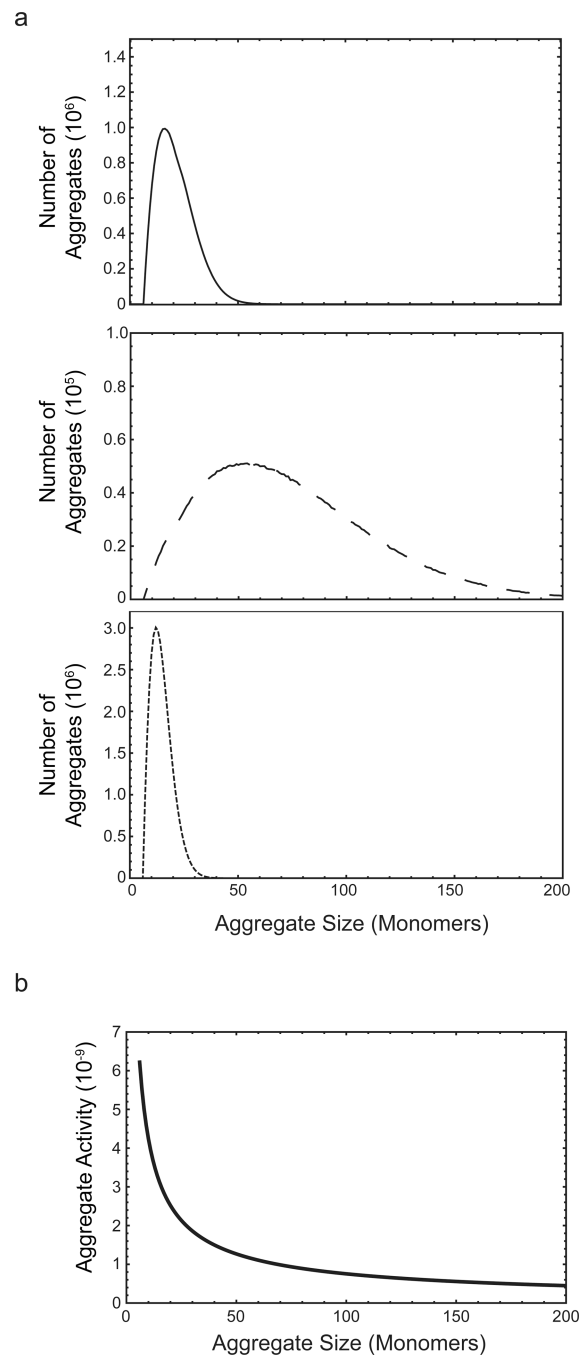 a
Number of
Aggregates (10⁶)
1.4
1.2
1.0
0.8
0.6
0.4
0.2
0
Number of
Aggregates (10⁵)
1.0
0.8
0.6
0.4
0.2
0
Number of
Aggregates (10⁶)
3.0
2.5
2.0
1.5
1.0
0.5
0
0 50 100 150 200
Aggregate Size (Monomers)
b
Aggregate Activity (10⁻⁹)
7
6
5
4
3
2
1
0
0 50 100 150 200
Aggregate Size (Monomers)